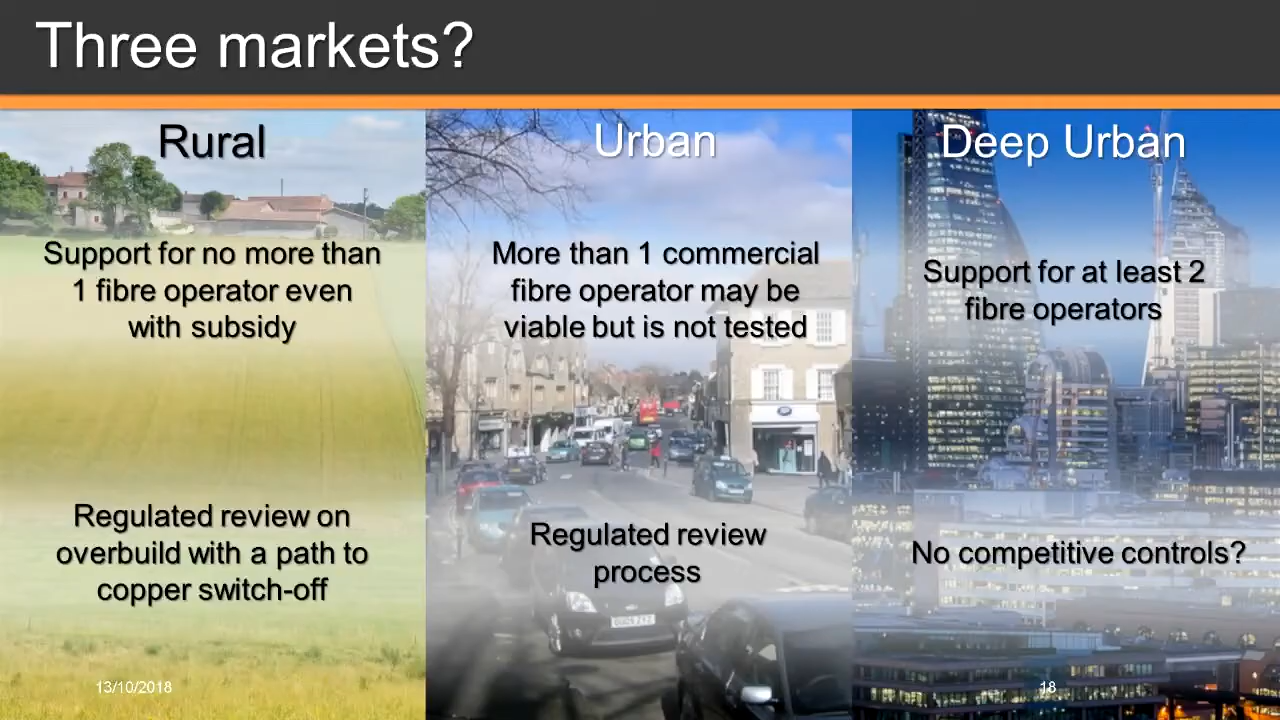 Three markets?
Rural
Support for no more than
1 fibre operator even
with subsidy
Regulated review on
overbuild with a path to
copper switch-off
Urban
More than 1 commercial
fibre operator may be
viable but is not tested
Regulated review
process
Deep Urban
Support for at least 2
fibre operators
No competitive controls?
13/10/2018
18